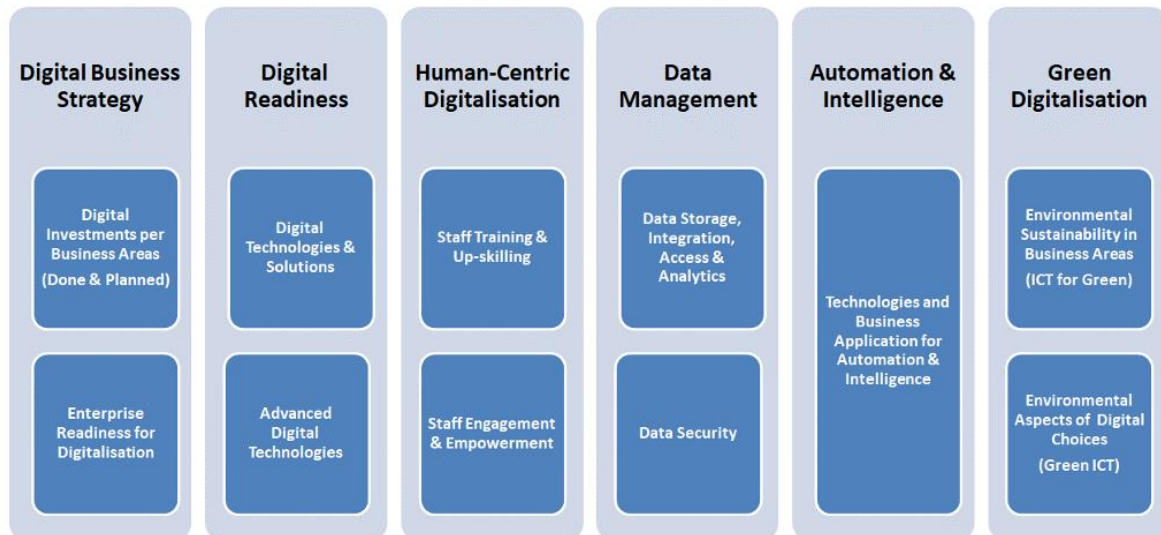 Digital Business
Strategy
Digital
Investments per
Business Areas
(Done & Planned)
Enterprise
Readiness for
Digitalisation
Digital
Readiness
Digital
Technologies &
Solutions
Advanced
Digital
Technologies
Human-Centric
Digitalisation
Staff Training &
Up-skilling
Staff Engagement
& Empowerment
Data
Management
Data Storage,
Integration,
Access &
Analytics
Data Security
Automation &
Intelligence
Technologies and
Business
Application for
Automation &
Intelligence
Green
Digitalisation
Environmental
Sustainability in
Business Areas
(ICT for Green)
Environmental
Aspects of Digital
Choices
(Green ICT)